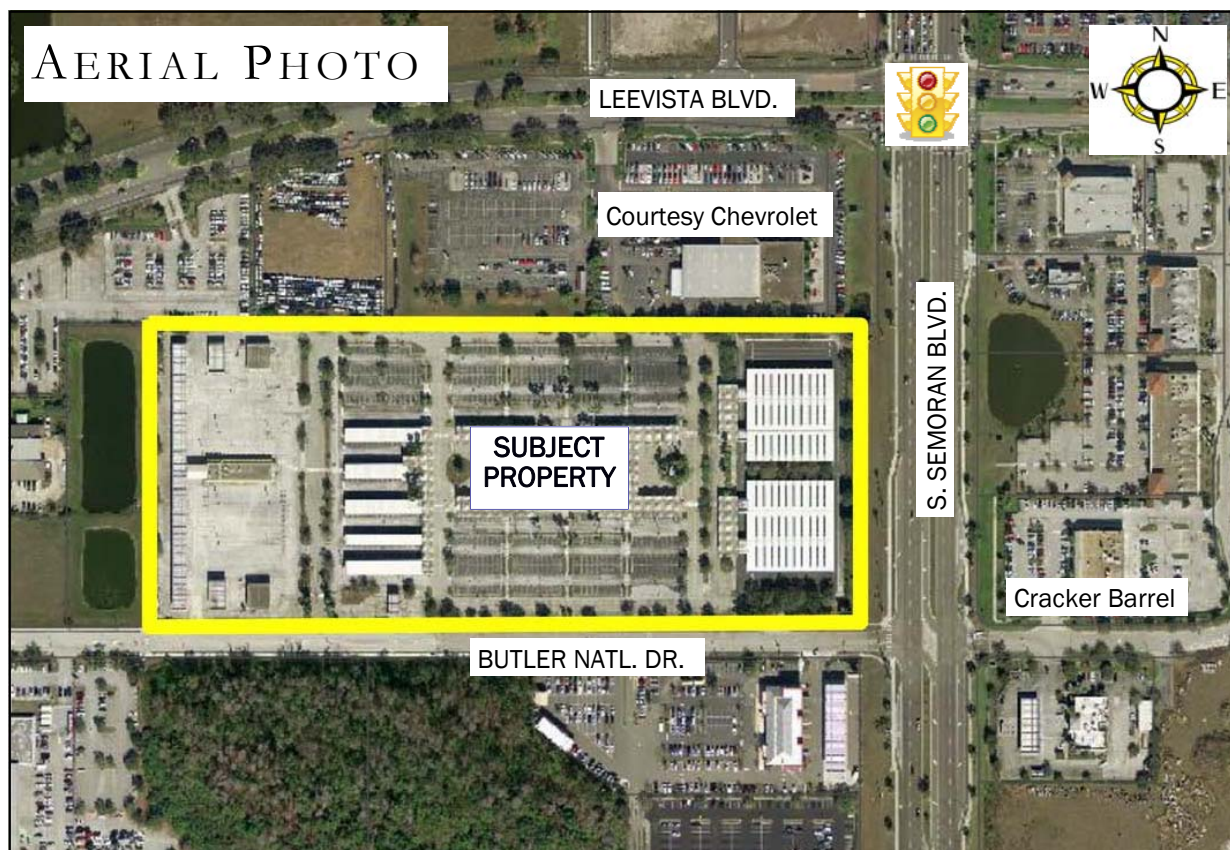 AERIAL PHOTO
LEEVISTA BLVD.
N
W E
S
Courtesy Chevrolet
S. SEMORAN BLVD.
SUBJECT
PROPERTY
Cracker Barrel
BUTLER NATL. DR.